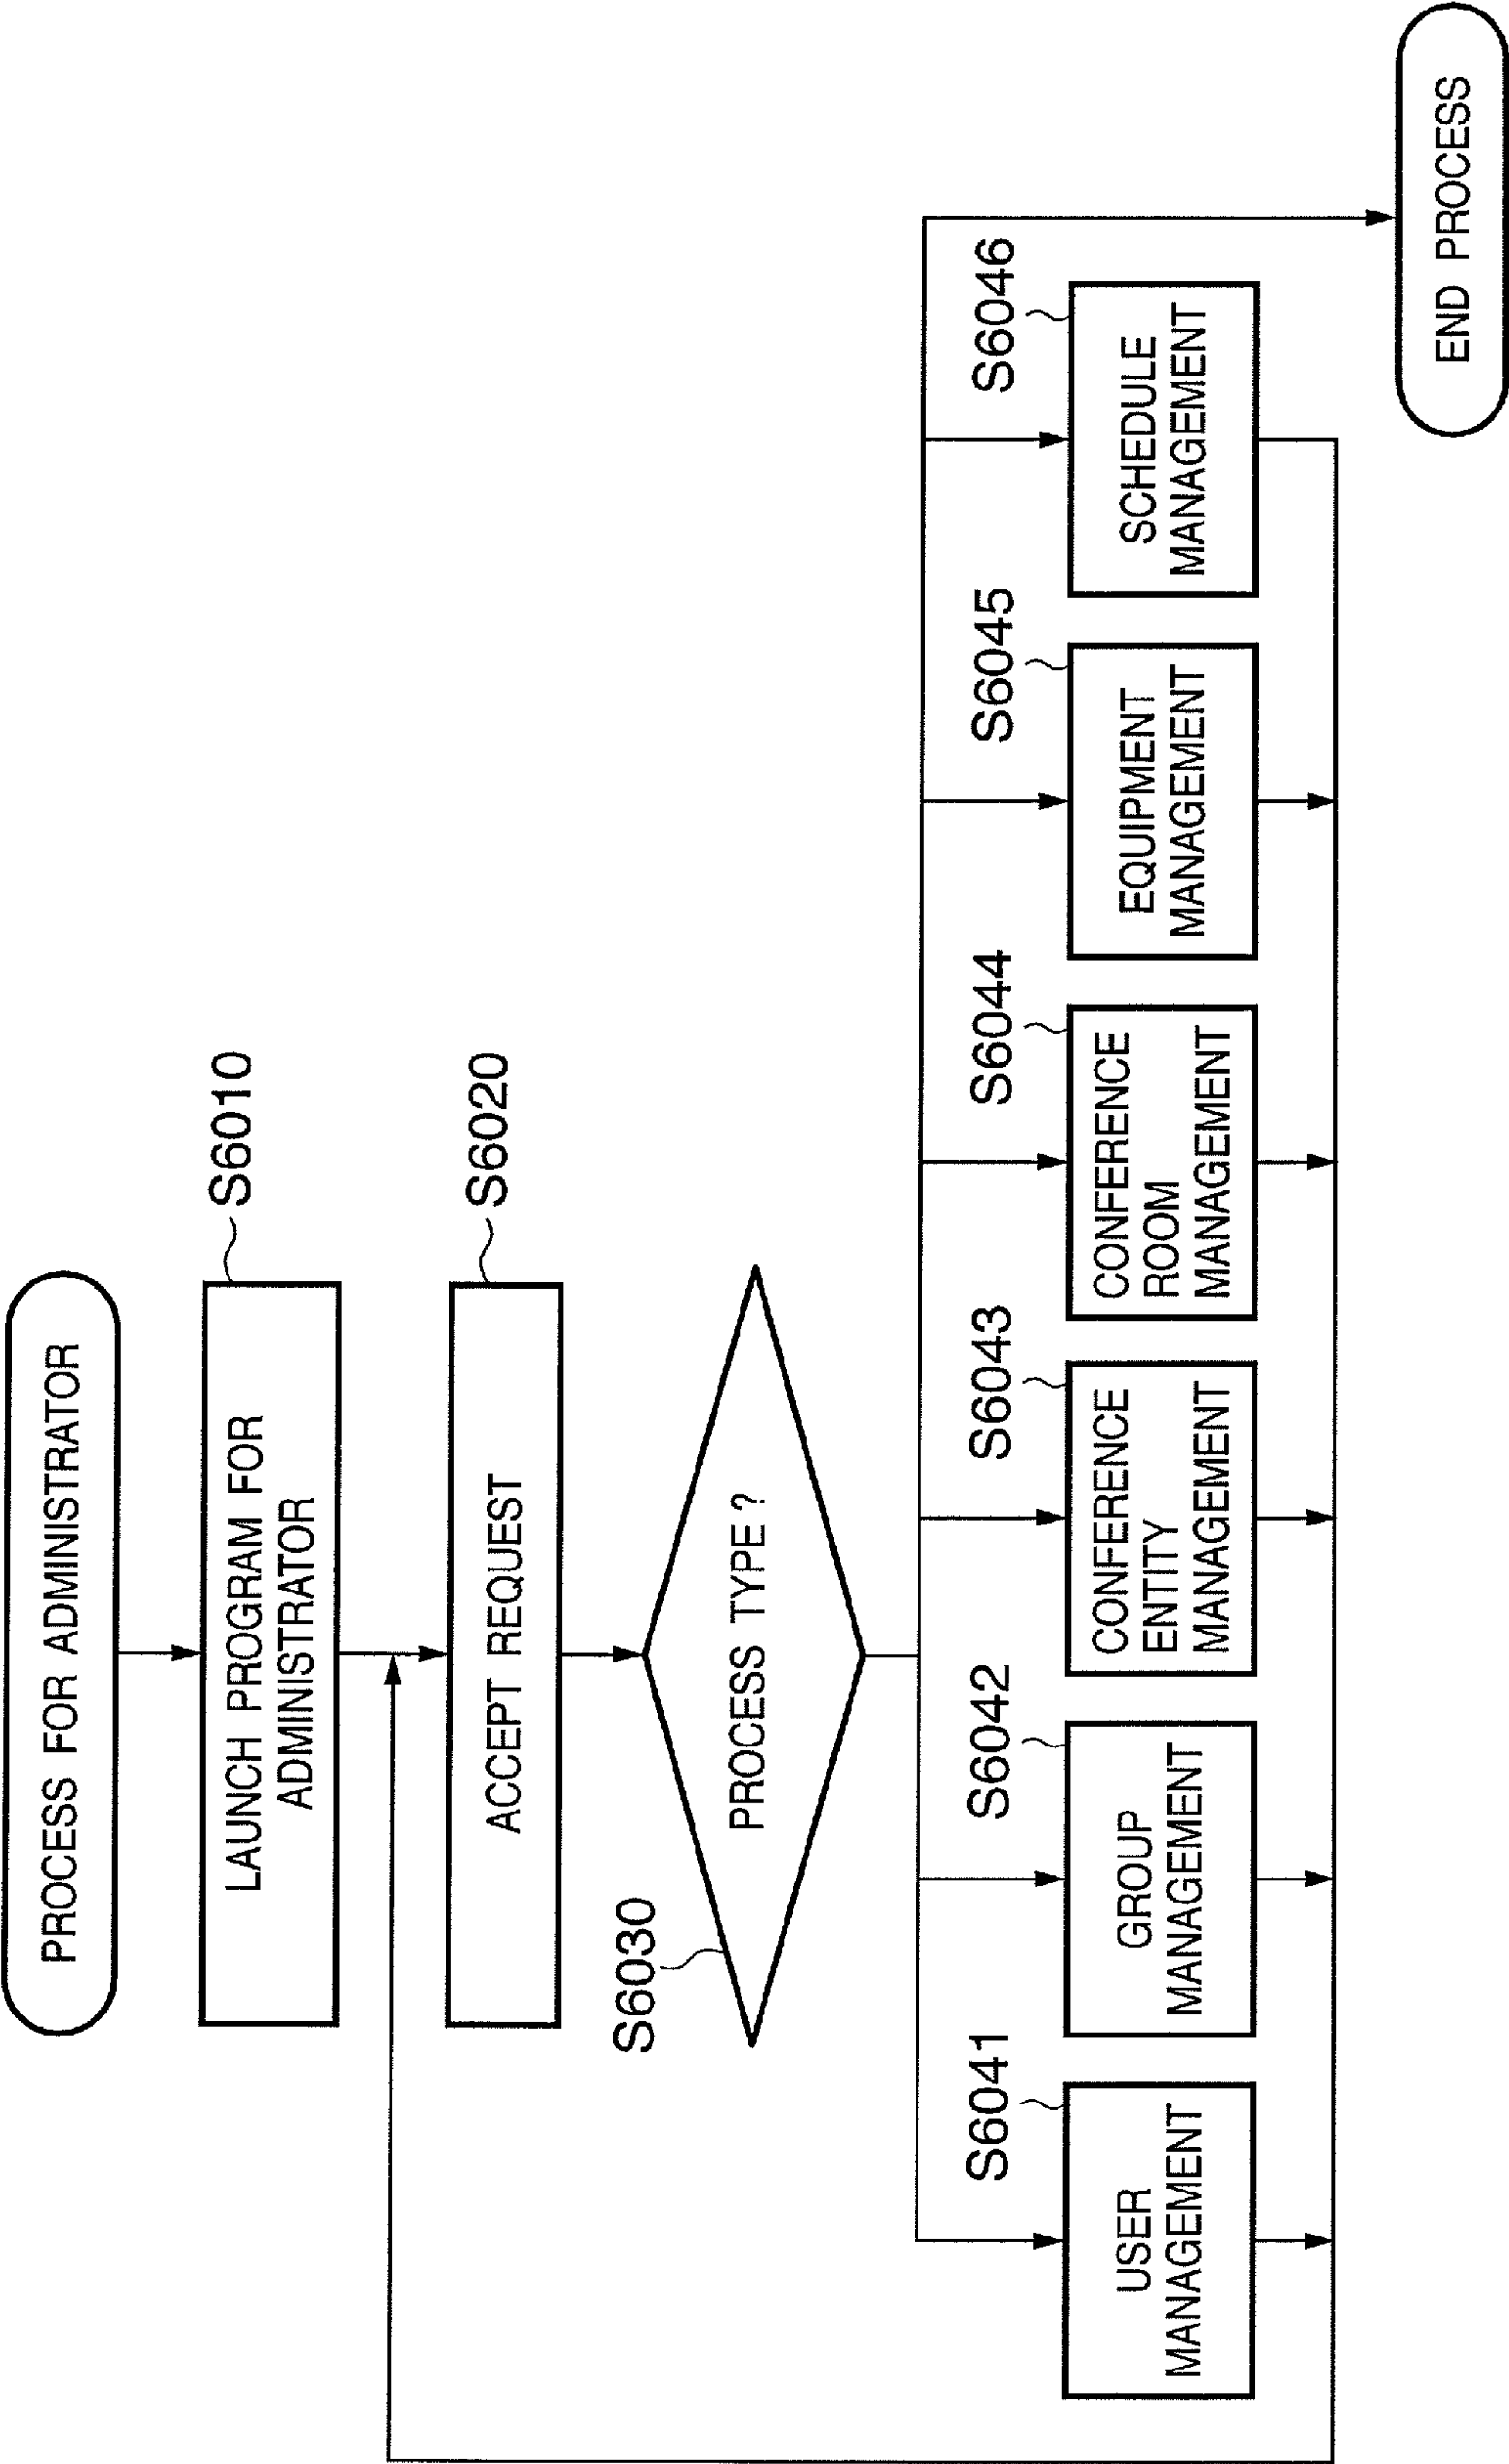 PROCESS FOR ADMINISTRATOR
S6010
LAUNCH PROGRAM FOR
ADMINISTRATOR
S6020
ACCEPT REQUEST
S6030
PROCESS TYPE ?
S6041
USER
MANAGEMENT
S6042
GROUP
MANAGEMENT
S6043
CONFERENCE
ENTITY
MANAGEMENT
S6044
CONFERENCE
ROOM
MANAGEMENT
S6045
EQUIPMENT
MANAGEMENT
S6046
SCHEDULE
MANAGEMENT
END PROCESS